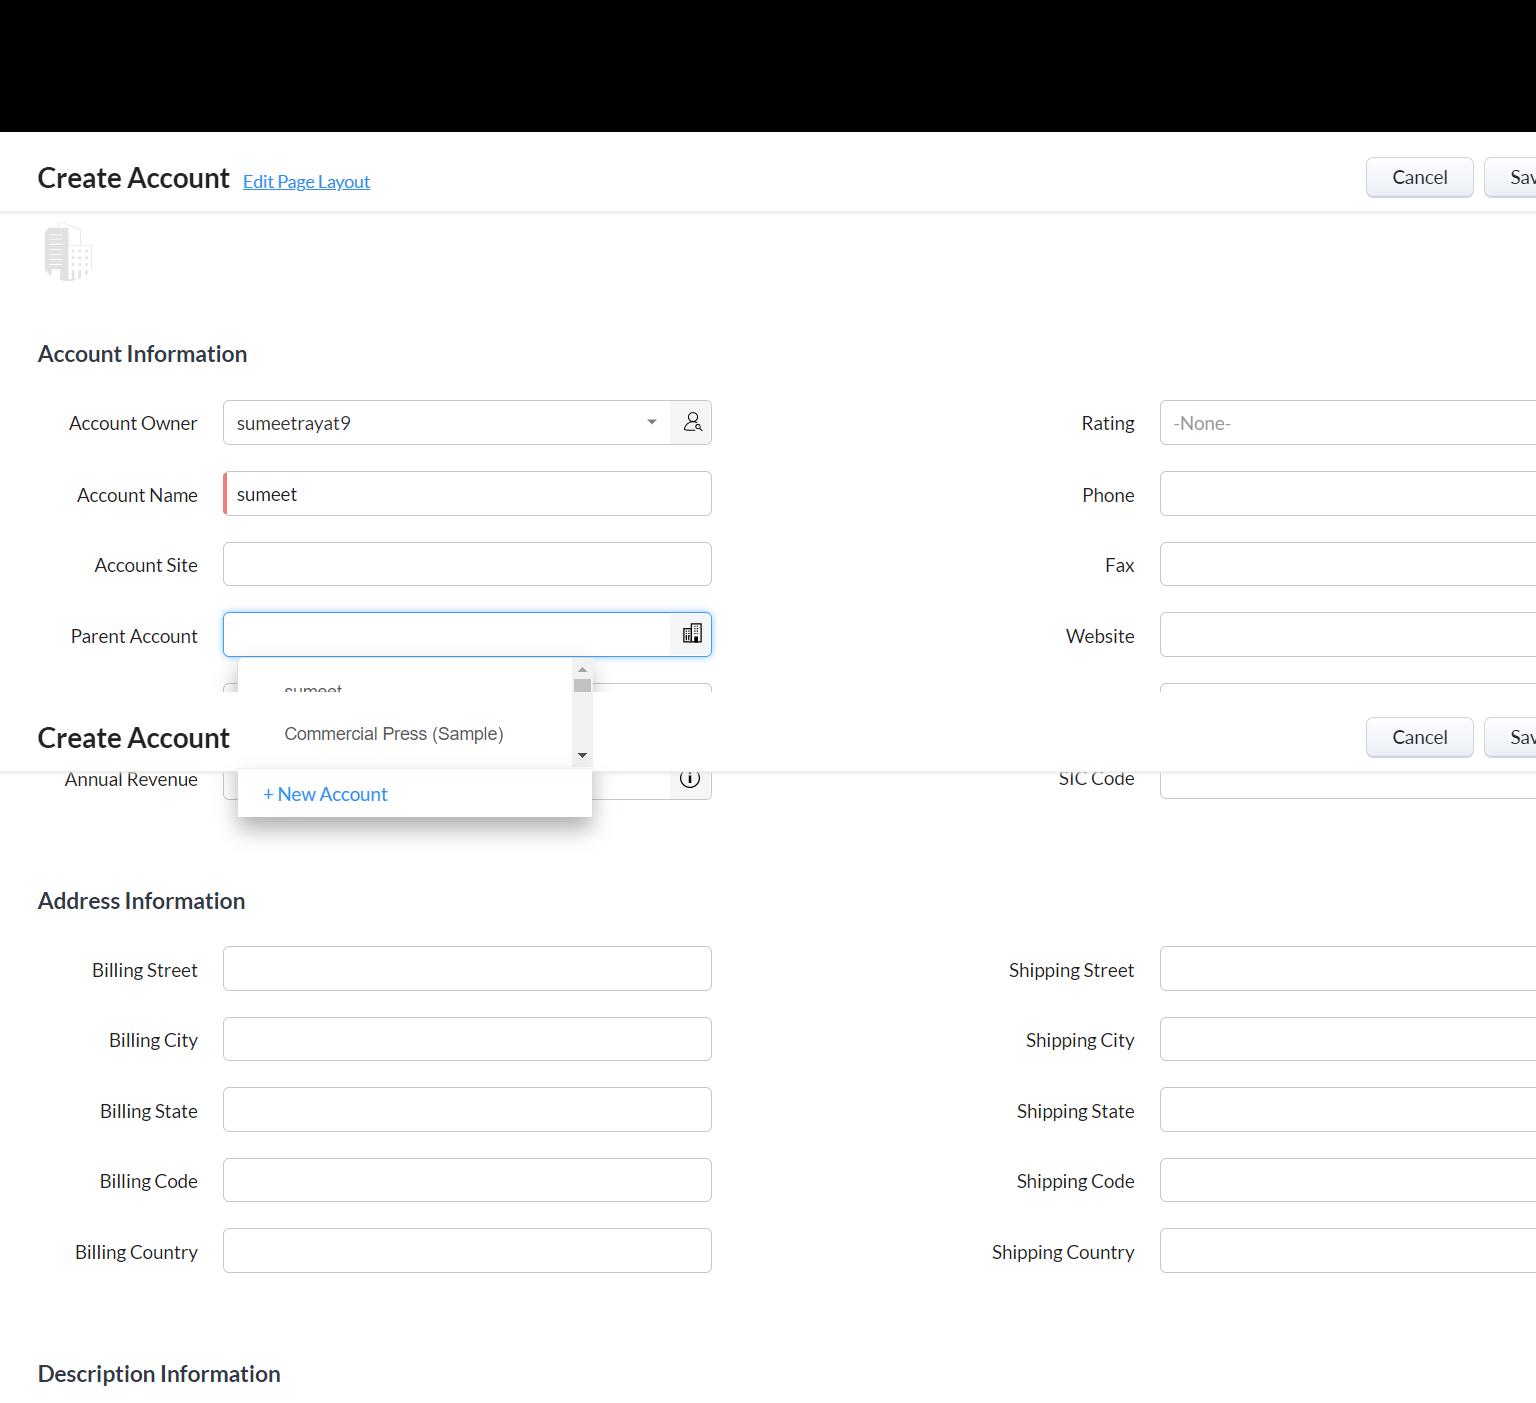 Create Account Edit Page Layout Cancel Sav
Account Information
Account Owner sumeetrayat9 Rating -None-
Account Name sumeet Phone
Account Site Fax
Parent Account Website
sumeet
Create Account Commercial Press (Sample) Cancel Sav
Annual Revenue SIC Code
+ New Account
Address Information
Billing Street Shipping Street
Billing City Shipping City
Billing State Shipping State
Billing Code Shipping Code
Billing Country Shipping Country
Description Information